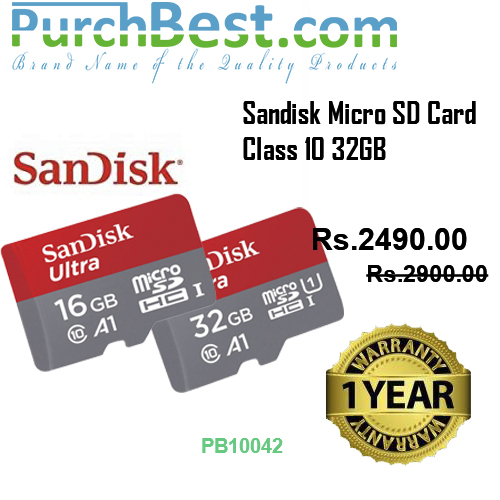 PurchBest.com
Brand Name of the Quality Products
Sandisk Micro SD Card
Class 10 32GB
SanDisk®
Rs.2490.00
Rs.2900.00
SanDisk
Ultra
16 GB
micro
SD
HC I
10 A1
32 GB
micro
SD
HC I U1
10 A1
WARRANTY
1 YEAR
WARRANTY
PB10042